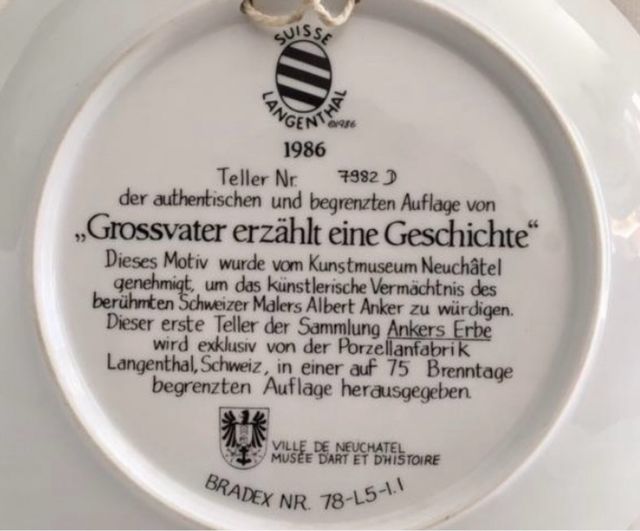 SUISSE
LANGENTHAL
©1986
1986
Teller Nr. 7982 D
der authentischen und begrenzten Auflage von
„Grossvater erzählt eine Geschichte“
Dieses Motiv wurde vom Kunstmuseum Neuchâtel
genehmigt, um das künstlerische Vermächtnis des
berühmten Schweizer Malers Albert Anker zu würdigen.
Dieser erste Teller der Sammlung Ankers Erbe
wird exklusiv von der Porzellanfabrik
Langenthal, Schweiz, in einer auf 75 Brenntage
begrenzten Auflage herausgegeben.
VILLE DE NEUCHATEL
MUSÉE D'ART ET D'HISTOIRE
BRADEX NR. 78-L5-1.1